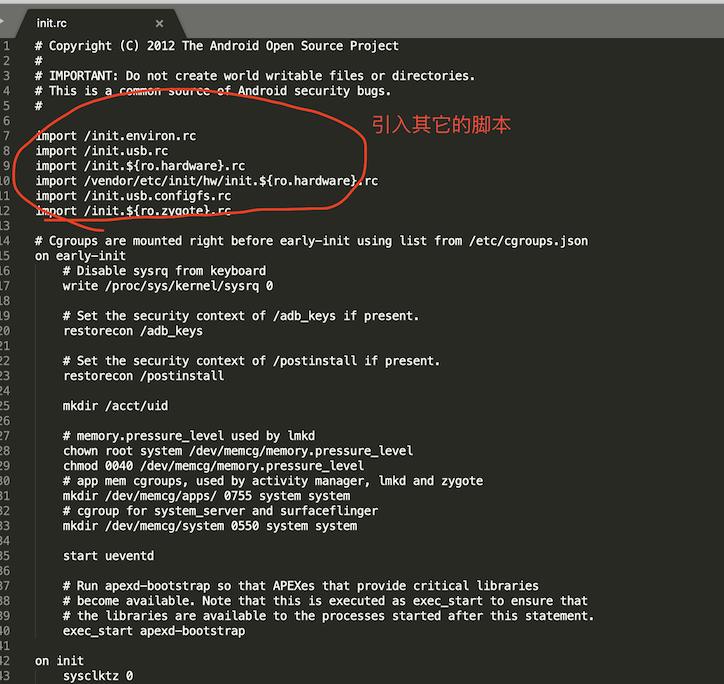 init.rc ×
1 # Copyright (C) 2012 The Android Open Source Project
2 #
3 # IMPORTANT: Do not create world writable files or directories.
4 # This is a common source of Android security bugs.
5 #
6
引入其它的脚本
7 import /init.environ.rc
8 import /init.usb.rc
9 import /init.${ro.hardware}.rc
10 import /vendor/etc/init/hw/init.${ro.hardware}.rc
11 import /init.usb.configfs.rc
12 import /init.${ro.zygote}.rc
13
14 # Cgroups are mounted right before early-init using list from /etc/cgroups.json
15 on early-init
16 # Disable sysrq from keyboard
17 write /proc/sys/kernel/sysrq 0
18
19 # Set the security context of /adb_keys if present.
20 restorecon /adb_keys
21
22 # Set the security context of /postinstall if present.
23 restorecon /postinstall
24
25 mkdir /acct/uid
26
27 # memory.pressure_level used by lmkd
28 chown root system /dev/memcg/memory.pressure_level
29 chmod 0040 /dev/memcg/memory.pressure_level
30 # app mem cgroups, used by activity manager, lmkd and zygote
31 mkdir /dev/memcg/apps/ 0755 system system
32 # cgroup for system_server and surfaceflinger
33 mkdir /dev/memcg/system 0550 system system
34
35 start ueventd
36
37 # Run apexd-bootstrap so that APEXes that provide critical libraries
38 # become available. Note that this is executed as exec_start to ensure that
39 # the libraries are available to the processes started after this statement.
40 exec_start apexd-bootstrap
41
42 on init
43 sysclktz 0